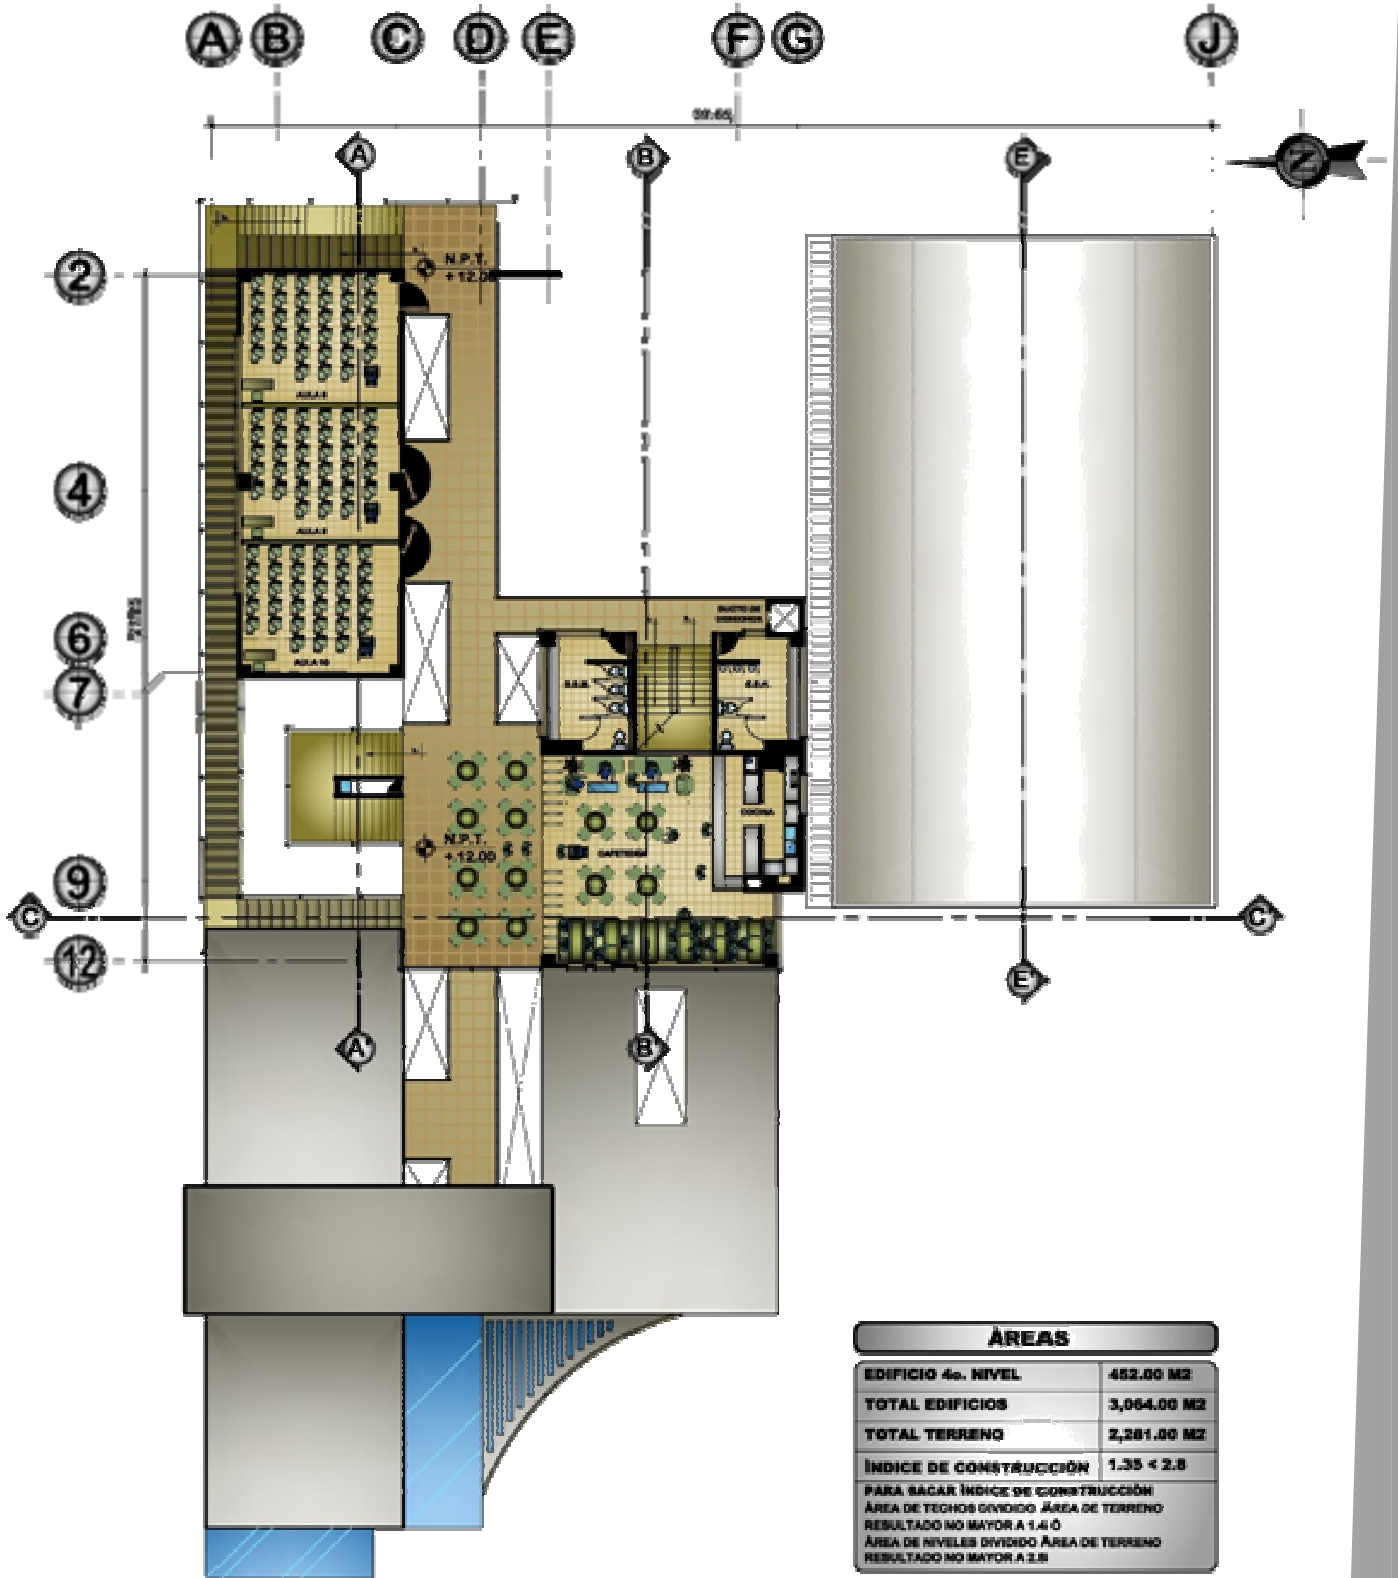 A B C D E F G J
A B E
N
2
N.P.T.
4
6
7
COCINA
N.P.T.
+12.00
9
C C'
12
E'
A' B'
ÁREAS
EDIFICIO 4o. NIVEL 452.00 M2
TOTAL EDIFICIOS 3,064.00 M2
TOTAL TERRENO 2,261.00 M2
ÍNDICE DE CONSTRUCCIÓN 1.35 < 2.8
PARA SACAR ÍNDICE DE CONSTRUCCIÓN
ÁREA DE TECHOS DIVIDIDO ÁREA DE TERRENO
RESULTADO NO MAYOR A 1.4 Ó
ÁREA DE NIVELES DIVIDIDO ÁREA DE TERRENO
RESULTADO NO MAYOR A 2.8